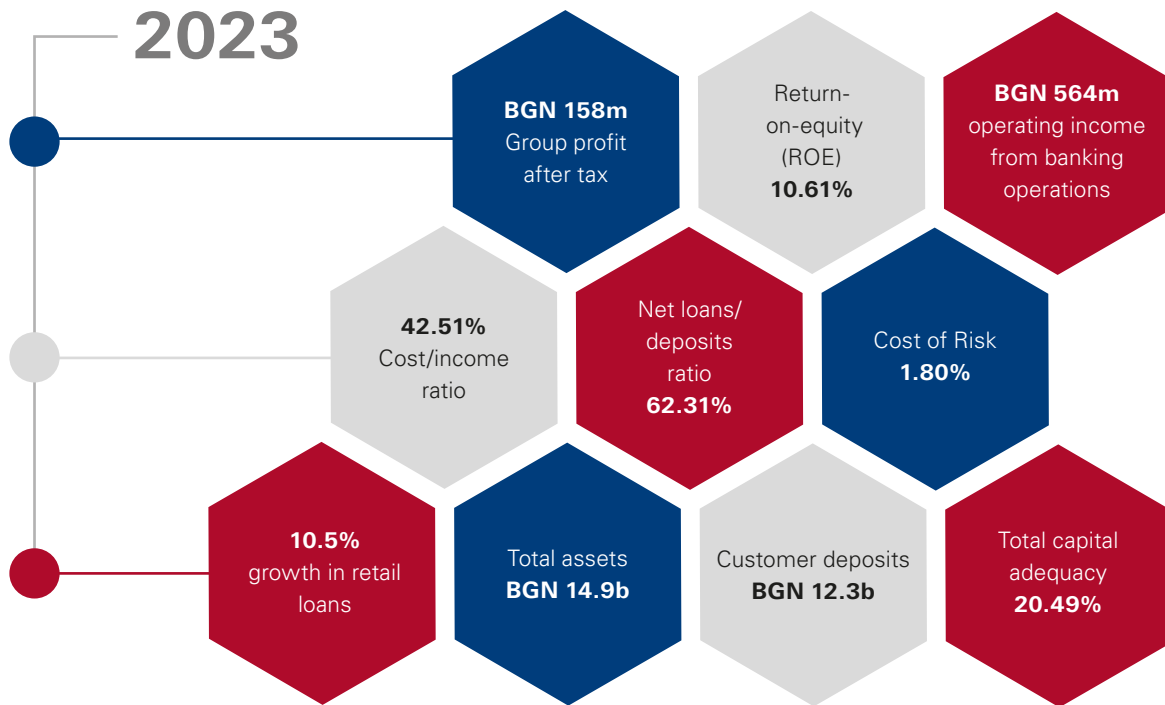 2023
BGN 158m
Group profit
after tax
Return-
on-equity
(ROE)
10.61%
BGN 564m
operating income
from banking
operations
42.51%
Cost/income
ratio
Net loans/
deposits
ratio
62.31%
Cost of Risk
1.80%
10.5%
growth in retail
loans
Total assets
BGN 14.9b
Customer deposits
BGN 12.3b
Total capital
adequacy
20.49%